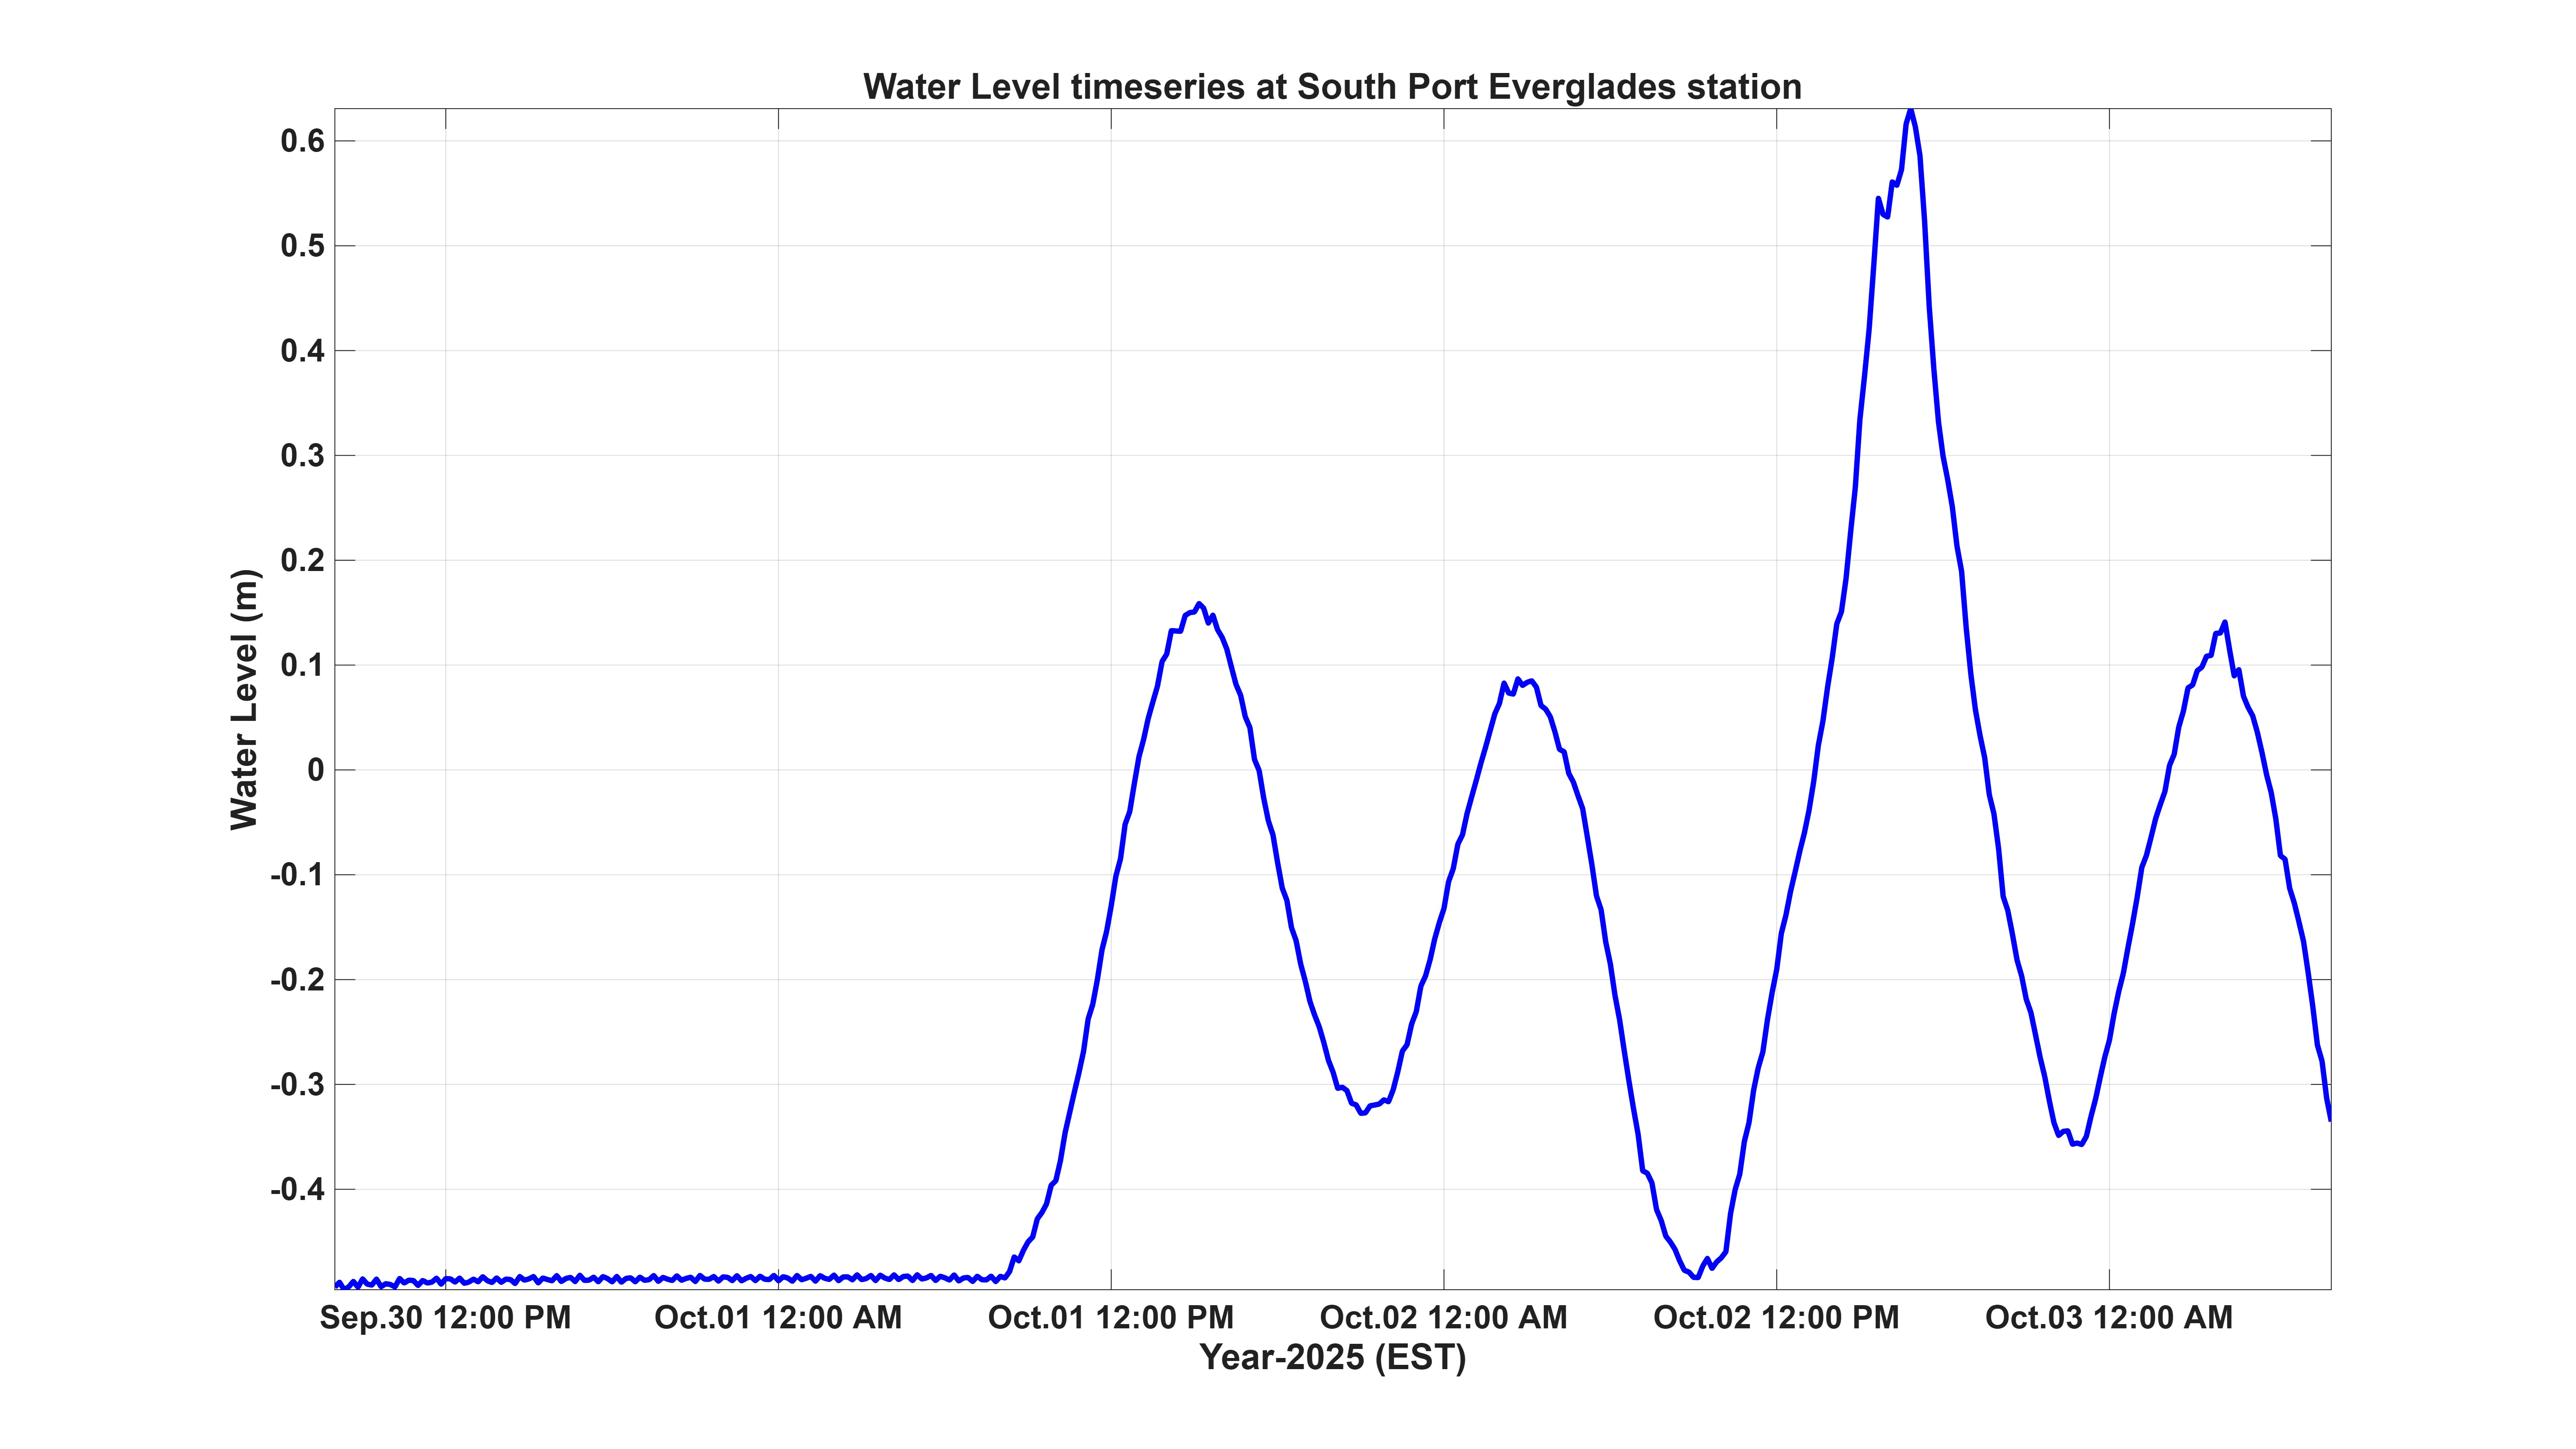 Water Level timeseries at South Port Everglades station
0.6
0.5
0.4
0.3
0.2
0.1
0
-0.1
-0.2
-0.3
-0.4
Water Level (m)
Sep.30 12:00 PM Oct.01 12:00 AM Oct.01 12:00 PM Oct.02 12:00 AM Oct.02 12:00 PM Oct.03 12:00 AM
Year-2025 (EST)